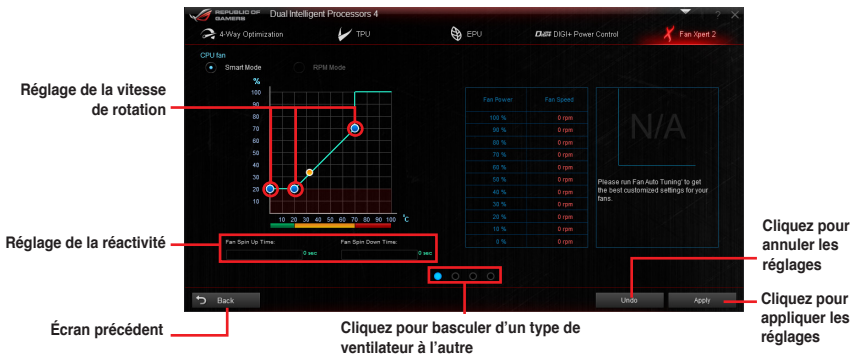 REPUBLIC OF
GAMERS
Dual Intelligent Processors 4
?
4-Way Optimization
TPU
EPU
DIGI+ DIGI+ Power Control
Fan Xpert 2
CPU fan
Smart Mode
RPM Mode
%
100
90
80
70
60
50
40
30
20
10
10 20 30 40 50 60 70 80 90 100 °C
Fan Spin Up Time:
Fan Spin Down Time:
0 sec
0 sec
Fan Power Fan Speed
100 % 0 rpm
90 % 0 rpm
80 % 0 rpm
70 % 0 rpm
60 % 0 rpm
50 % 0 rpm
40 % 0 rpm
30 % 0 rpm
20 % 0 rpm
10 % 0 rpm
0 % 0 rpm
N/A
Please run Fan Auto Tuning' to get
the best customized settings for your
fans.
Back
Undo
Apply
Réglage de la vitesse
de rotation
Réglage de la réactivité
Écran précédent
Cliquez pour basculer d'un type de
ventilateur à l'autre
Cliquez pour
annuler les
réglages
Cliquez pour
appliquer les
réglages